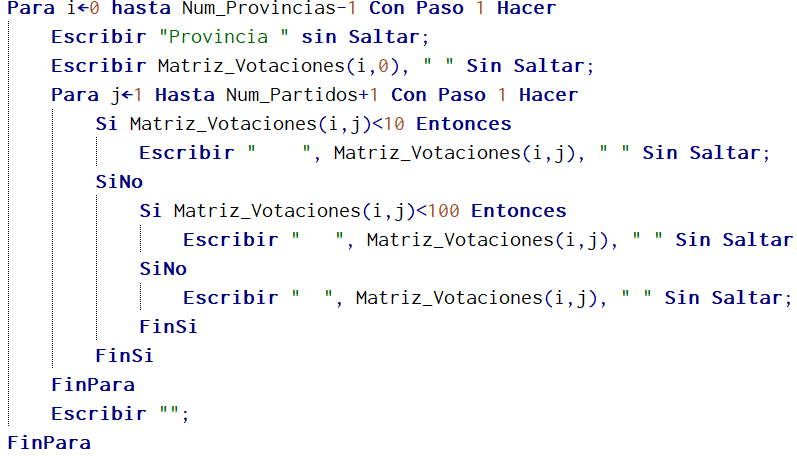 Para i←0 hasta Num_Provincias-1 Con Paso 1 Hacer
Escribir "Provincia " sin Saltar;
Escribir Matriz_Votaciones(i,0), " " Sin Saltar;
Para j←1 Hasta Num_Partidos+1 Con Paso 1 Hacer
Si Matriz_Votaciones(i,j)<10 Entonces
Escribir "    ", Matriz_Votaciones(i,j), " " Sin Saltar;
SiNo
Si Matriz_Votaciones(i,j)<100 Entonces
Escribir "   ", Matriz_Votaciones(i,j), " " Sin Saltar
SiNo
Escribir "  ", Matriz_Votaciones(i,j), " " Sin Saltar;
FinSi
FinSi
FinPara
Escribir "";
FinPara